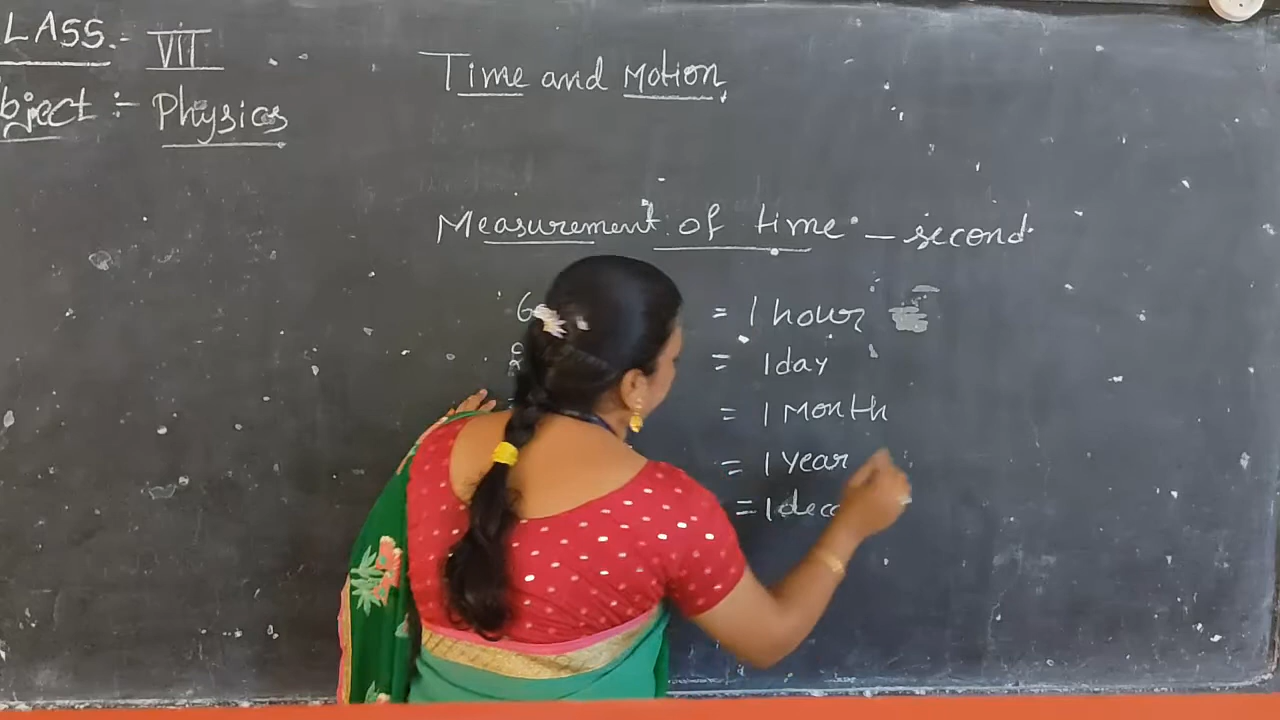 LASS.- VII
bject :- Physics
Time and Motion
Measurement of time - second
6 = 1 hour
= 1 day
= 1 Month
= 1 year
= 1 dec